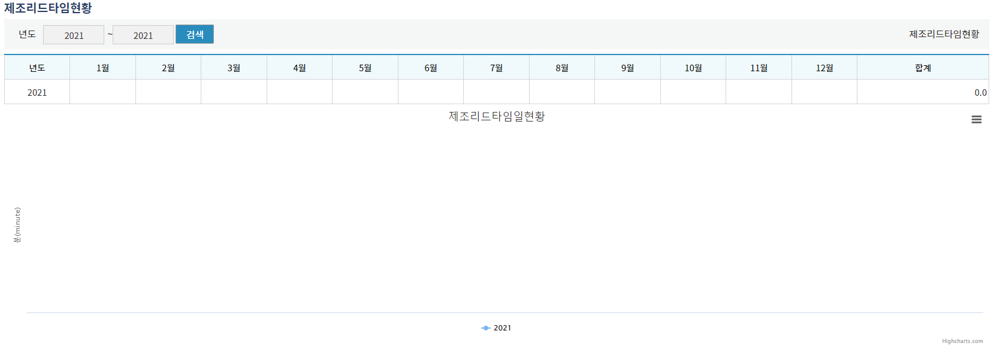 제조리드타임현황
년도 2021 ~ 2021 검색 제조리드타임현황
년도 1월 2월 3월 4월 5월 6월 7월 8월 9월 10월 11월 12월 합계
2021 0.0
제조리드타임일현황
분(minute)
2021
Highcharts.com